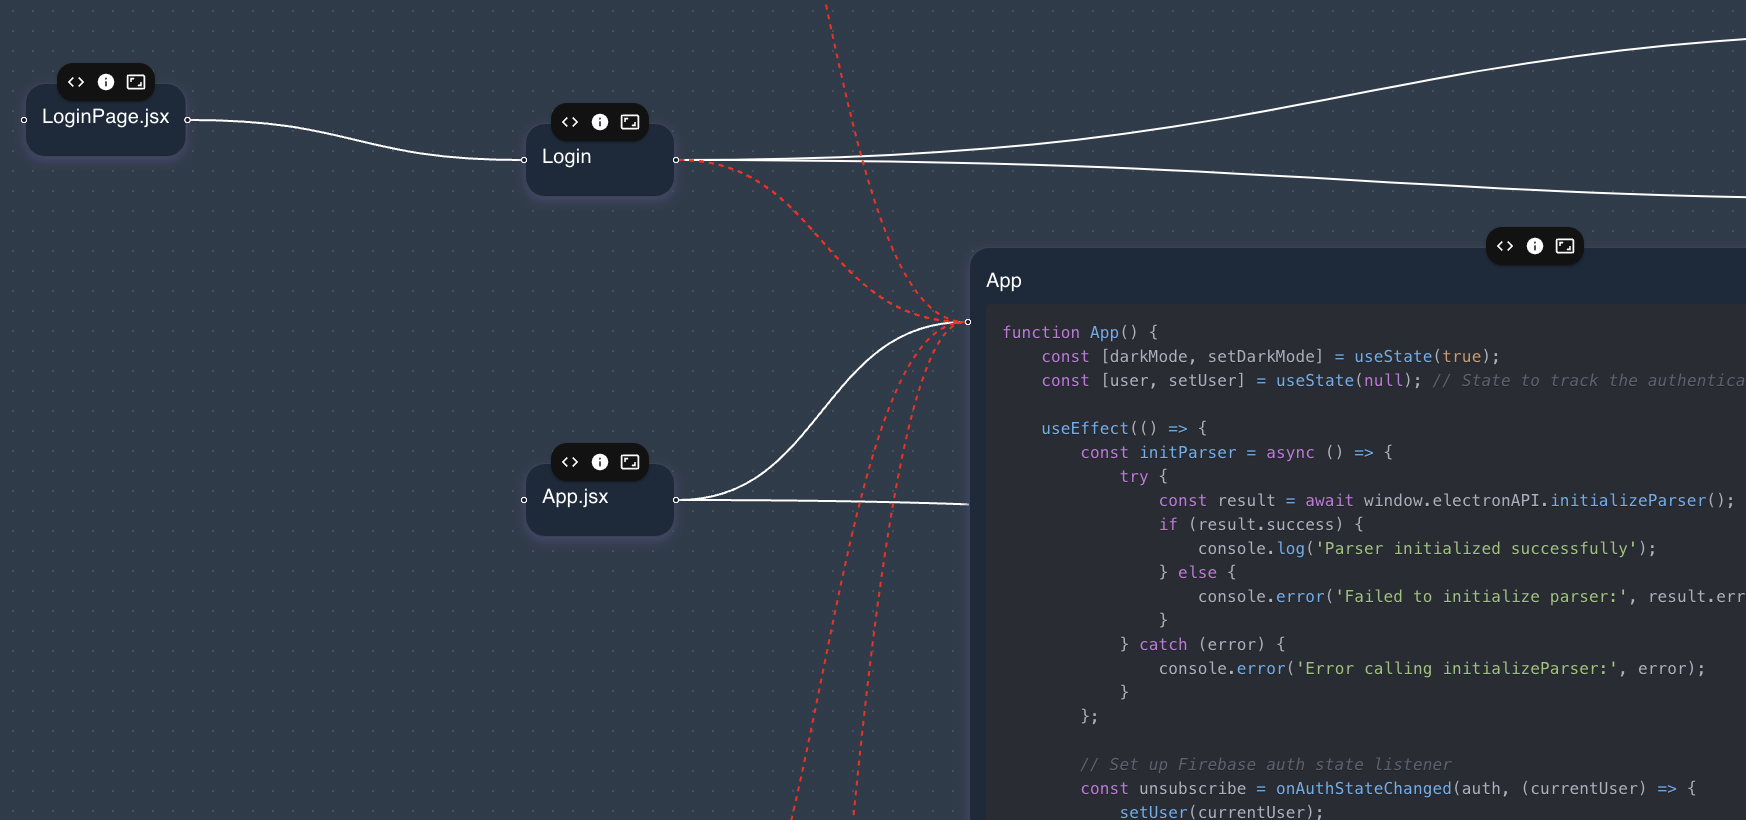 LoginPage.jsx
Login
App
function App() {
    const [darkMode, setDarkMode] = useState(true);
    const [user, setUser] = useState(null); // State to track the authentica
    useEffect(() => {
        const initParser = async () => {
            try {
                const result = await window.electronAPI.initializeParser();
                if (result.success) {
                    console.log('Parser initialized successfully');
                } else {
                    console.error('Failed to initialize parser:', result.err
                }
            } catch (error) {
                console.error('Error calling initializeParser:', error);
            }
        };
        // Set up Firebase auth state listener
        const unsubscribe = onAuthStateChanged(auth, (currentUser) => {
            setUser(currentUser);
App.jsx